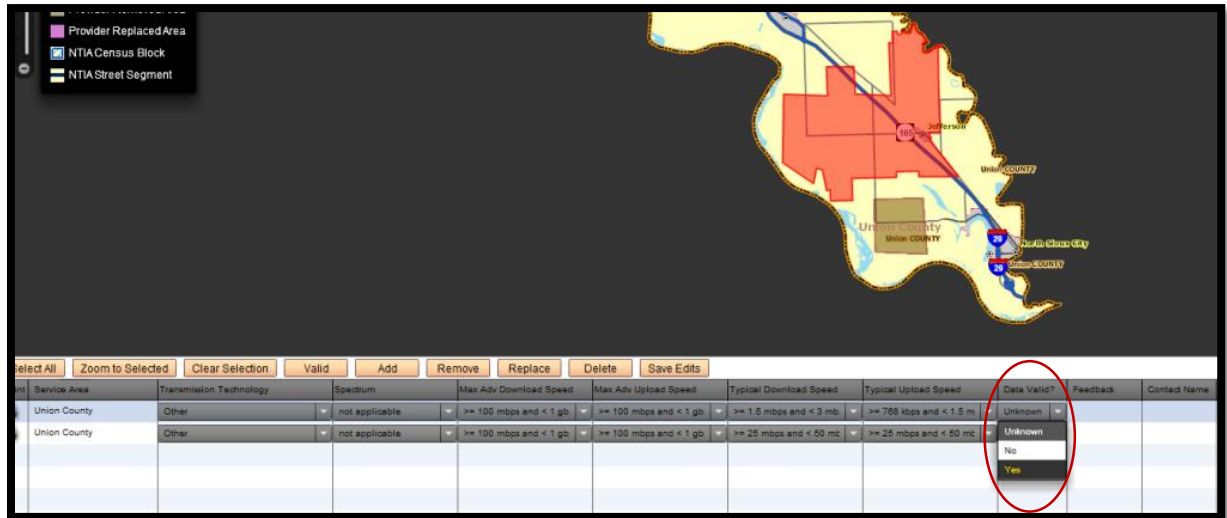 Provider Removed Area
Provider Replaced Area
NTIA Census Block
NTIA Street Segment
105
Jefferson
Union COUNTY
Union County
Union COUNTY
29
North Sioux City
29
Union COUNTY
Select All Zoom to Selected Clear Selection Valid Add Remove Replace Delete Save Edits
Service Area Transmission Technology Spectrum Max Adv Download Speed Max Adv Upload Speed Typical Download Speed Typical Upload Speed Data Valid? Feedback Contact Name
Union County Other not applicable >= 100 mbps and < 1 gb >= 100 mbps and < 1 gb >= 1.5 mbps and < 3 mb >= 768 kbps and < 1.5 m Unknown
Union County Other not applicable >= 100 mbps and < 1 gb >= 100 mbps and < 1 gb >= 25 mbps and < 50 mb >= 25 mbps and < 50 mb Unknown
No
Yes